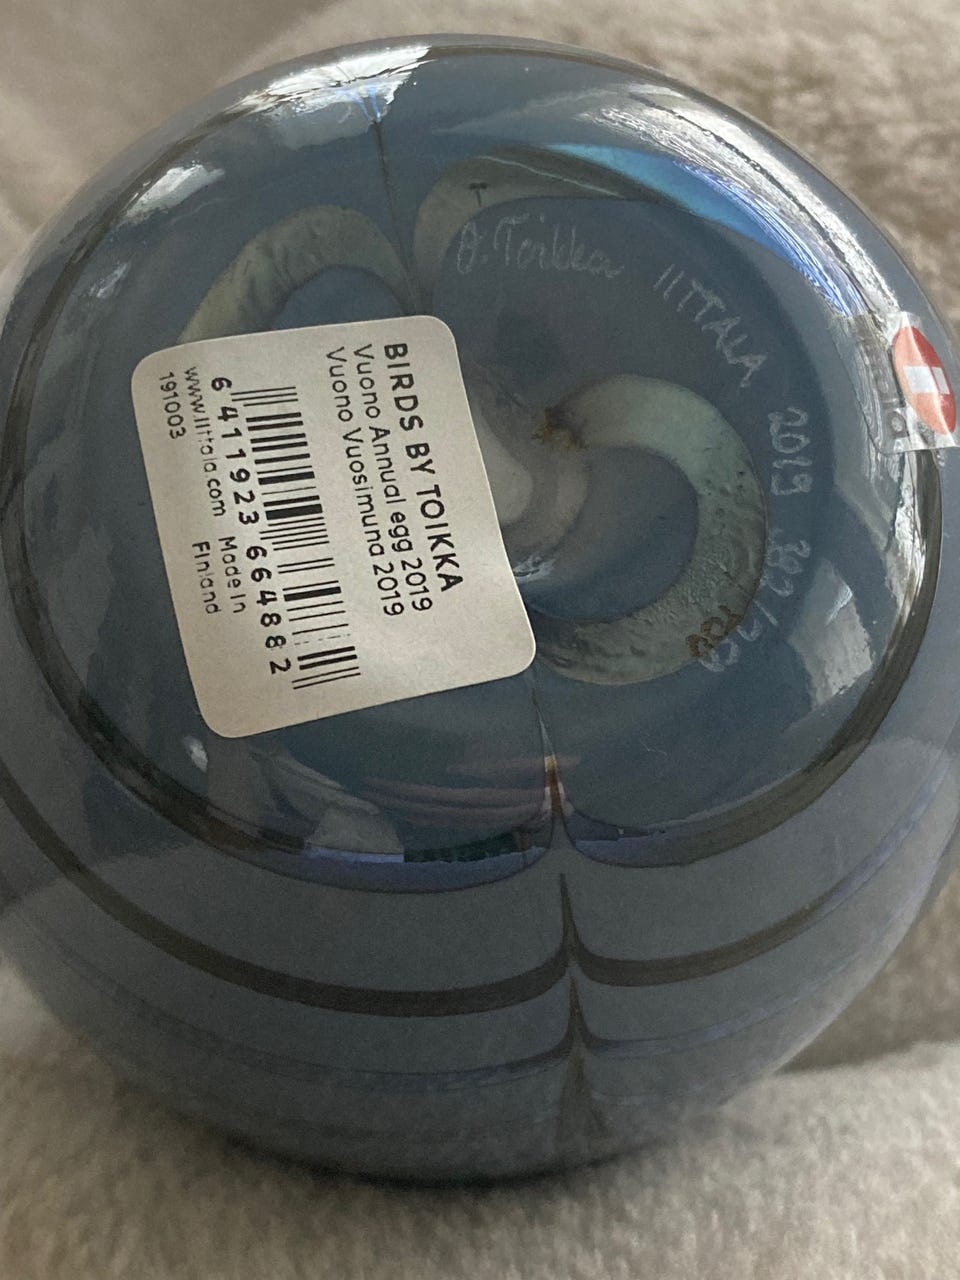 O. Toikka IITTALA 2019
BIRDS BY TOIKKA
Vuono Annual egg 2019
Vuono Vuosimuna 2019
6 411923 664882
www.iittala.com Made in
191003 Finland